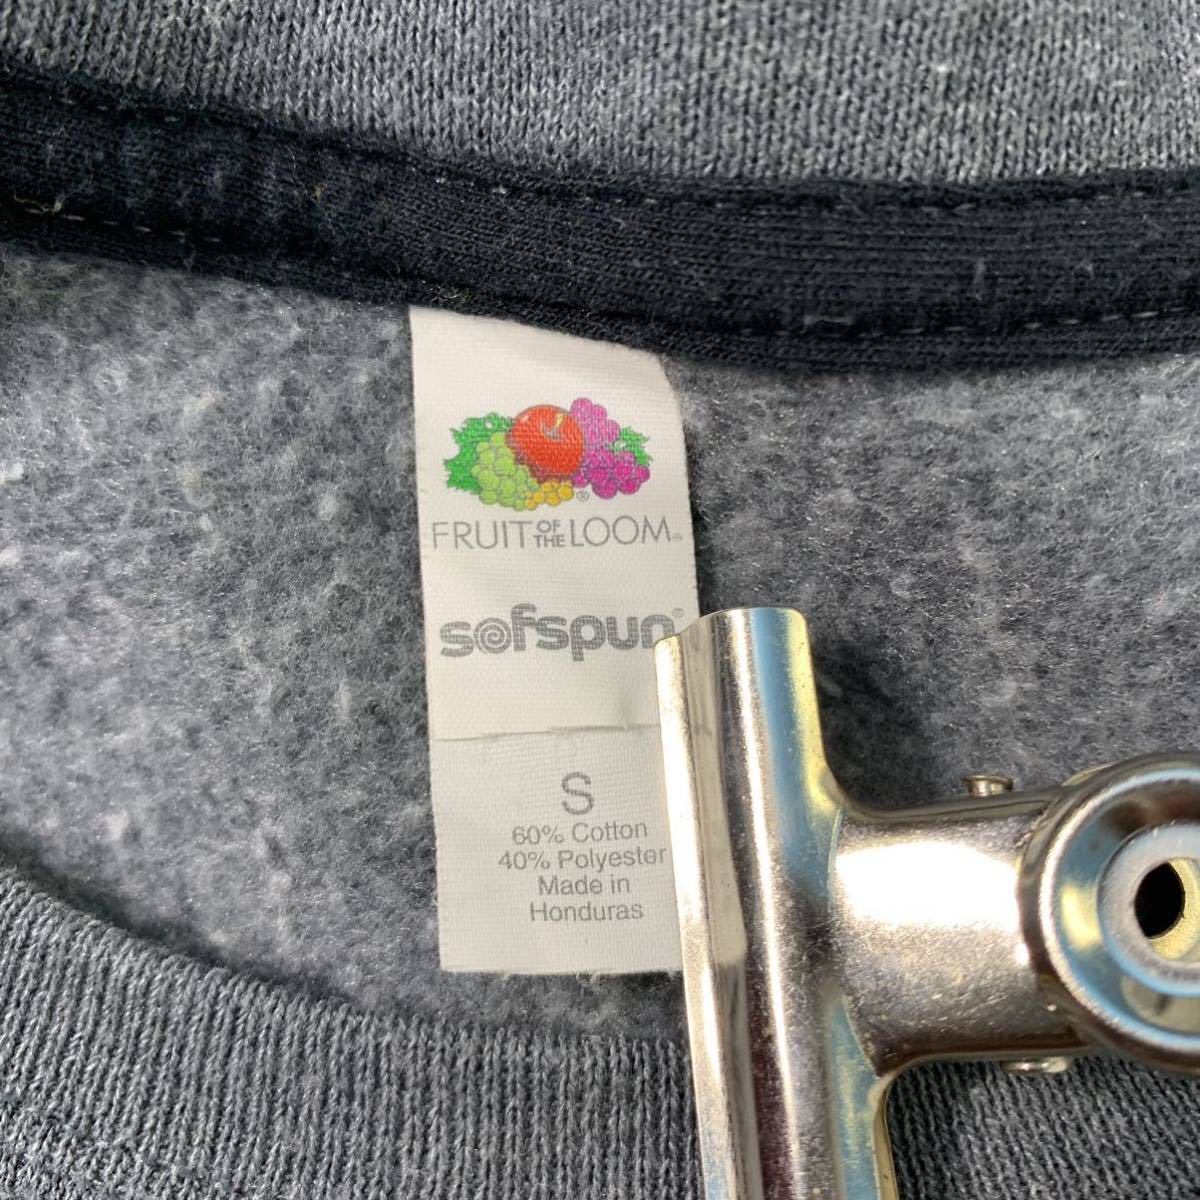 FRUIT OF THE LOOM®
sofspun®
S
60% Cotton
40% Polyester
Made in
Honduras